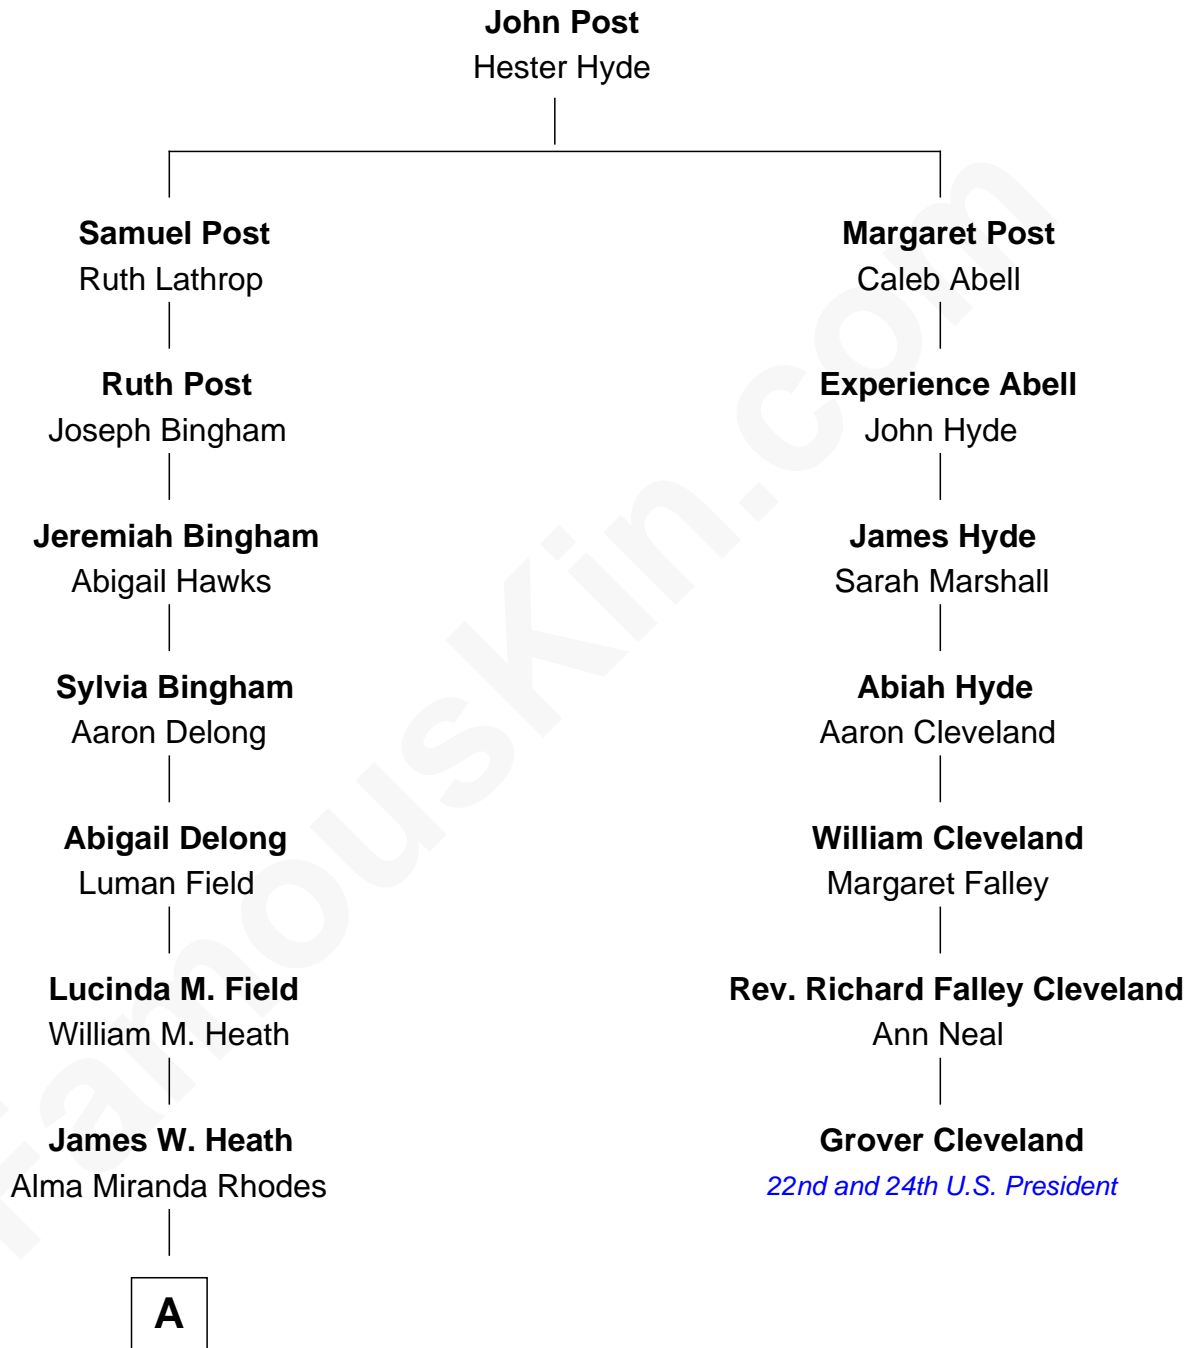 John Post
Hester Hyde
Samuel Post
Ruth Lathrop
Margaret Post
Caleb Abell
Ruth Post
Joseph Bingham
Experience Abell
John Hyde
Jeremiah Bingham
Abigail Hawks
James Hyde
Sarah Marshall
Sylvia Bingham
Aaron Delong
Abiah Hyde
Aaron Cleveland
Abigail Delong
Luman Field
William Cleveland
Margaret Falley
Lucinda M. Field
William M. Heath
Rev. Richard Falley Cleveland
Ann Neal
James W. Heath
Alma Miranda Rhodes
Grover Cleveland
22nd and 24th U.S. President
A
FamousKin.com